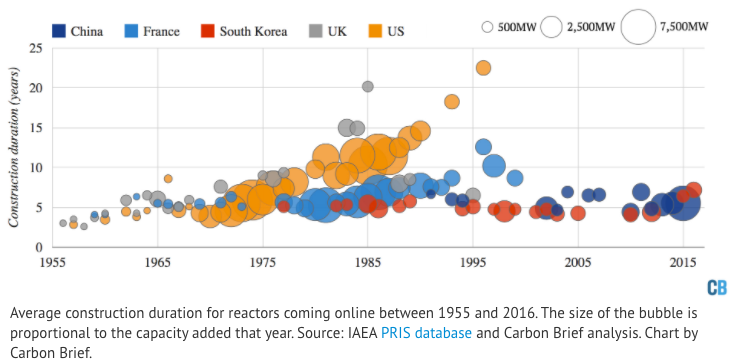 China France South Korea UK US 500MW 2,500MW 7,500MW
Construction duration (years)
25
20
15
10
5
0
1955 1965 1975 1985 1995 2005 2015
CB
Average construction duration for reactors coming online between 1955 and 2016. The size of the bubble is
proportional to the capacity added that year. Source: IAEA PRIS database and Carbon Brief analysis. Chart by
Carbon Brief.